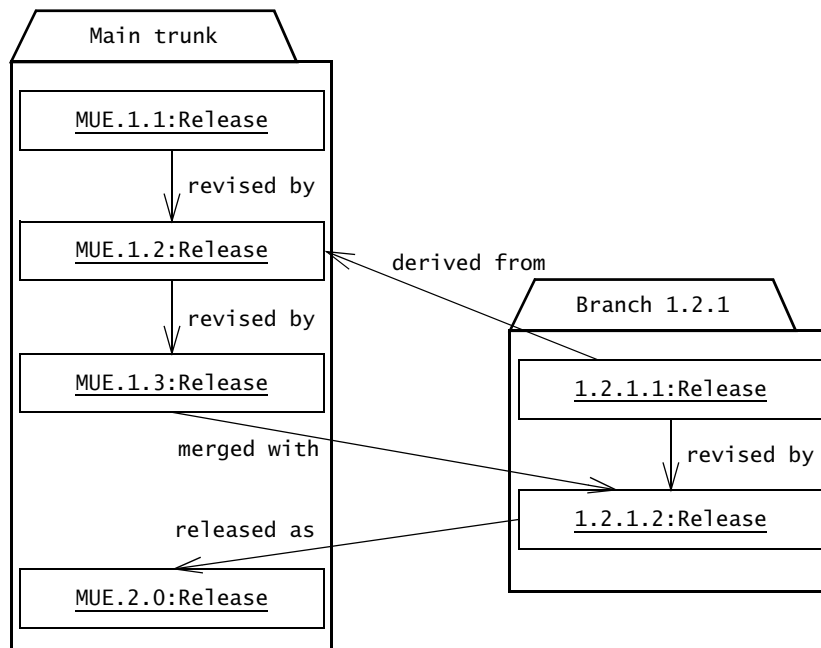 Main trunk
MUE.1.1:Release
revised by
MUE.1.2:Release
derived from
revised by
Branch 1.2.1
MUE.1.3:Release
1.2.1.1:Release
merged with
revised by
released as
1.2.1.2:Release
MUE.2.0:Release